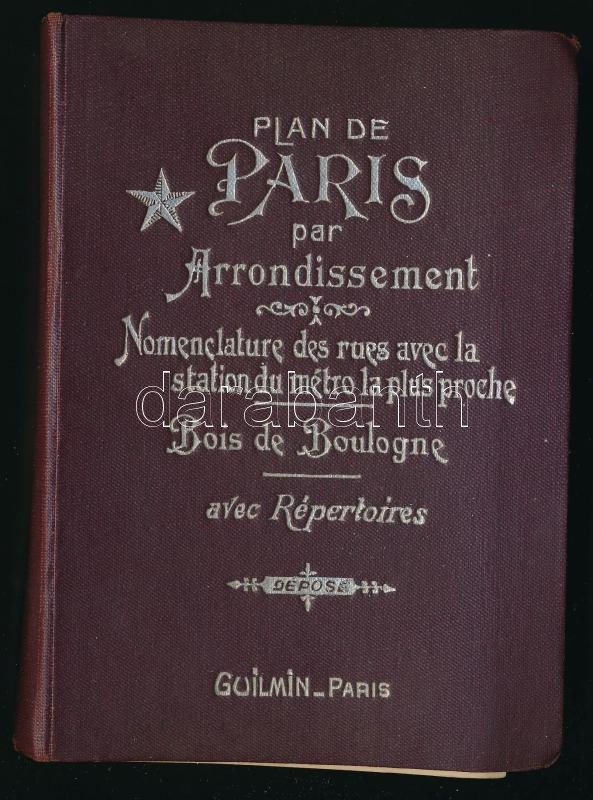 PLAN DE
PARIS
par
Arrondissement
Nomenclature des rues avec la
station du métro la plus proche
darabanth
Bois de Boulogne
avec Répertoires
DÉPOSÉ
GUILMIN_PARIS